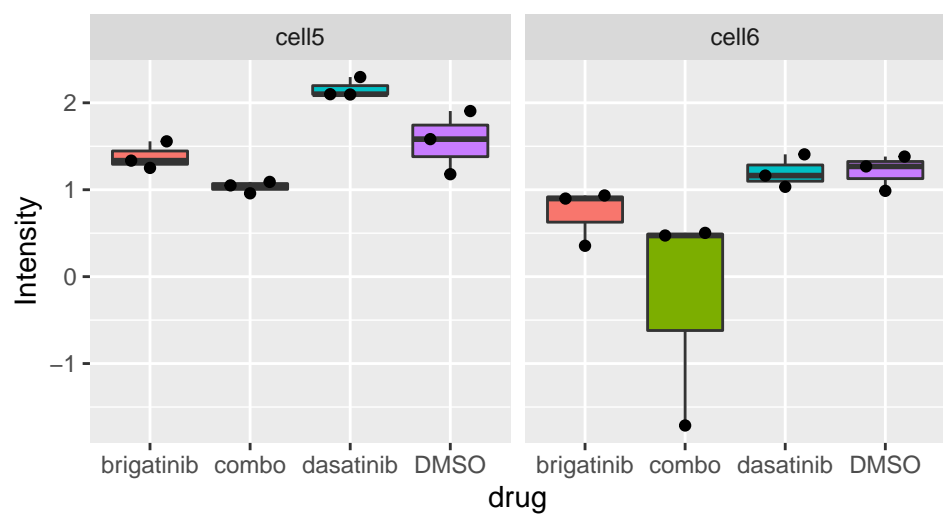 cell5 cell6
Intensity
2
1
0
−1
brigatinib combo dasatinib DMSO brigatinib combo dasatinib DMSO
drug